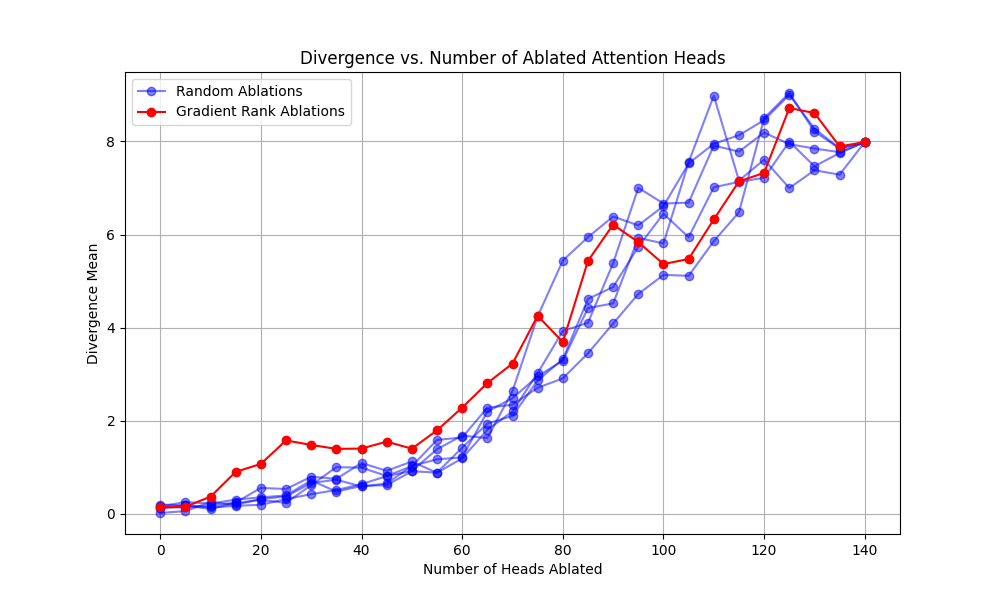 Divergence vs. Number of Ablated Attention Heads
Random Ablations
Gradient Rank Ablations
8
6
4
2
0
Divergence Mean
0 20 40 60 80 100 120 140
Number of Heads Ablated